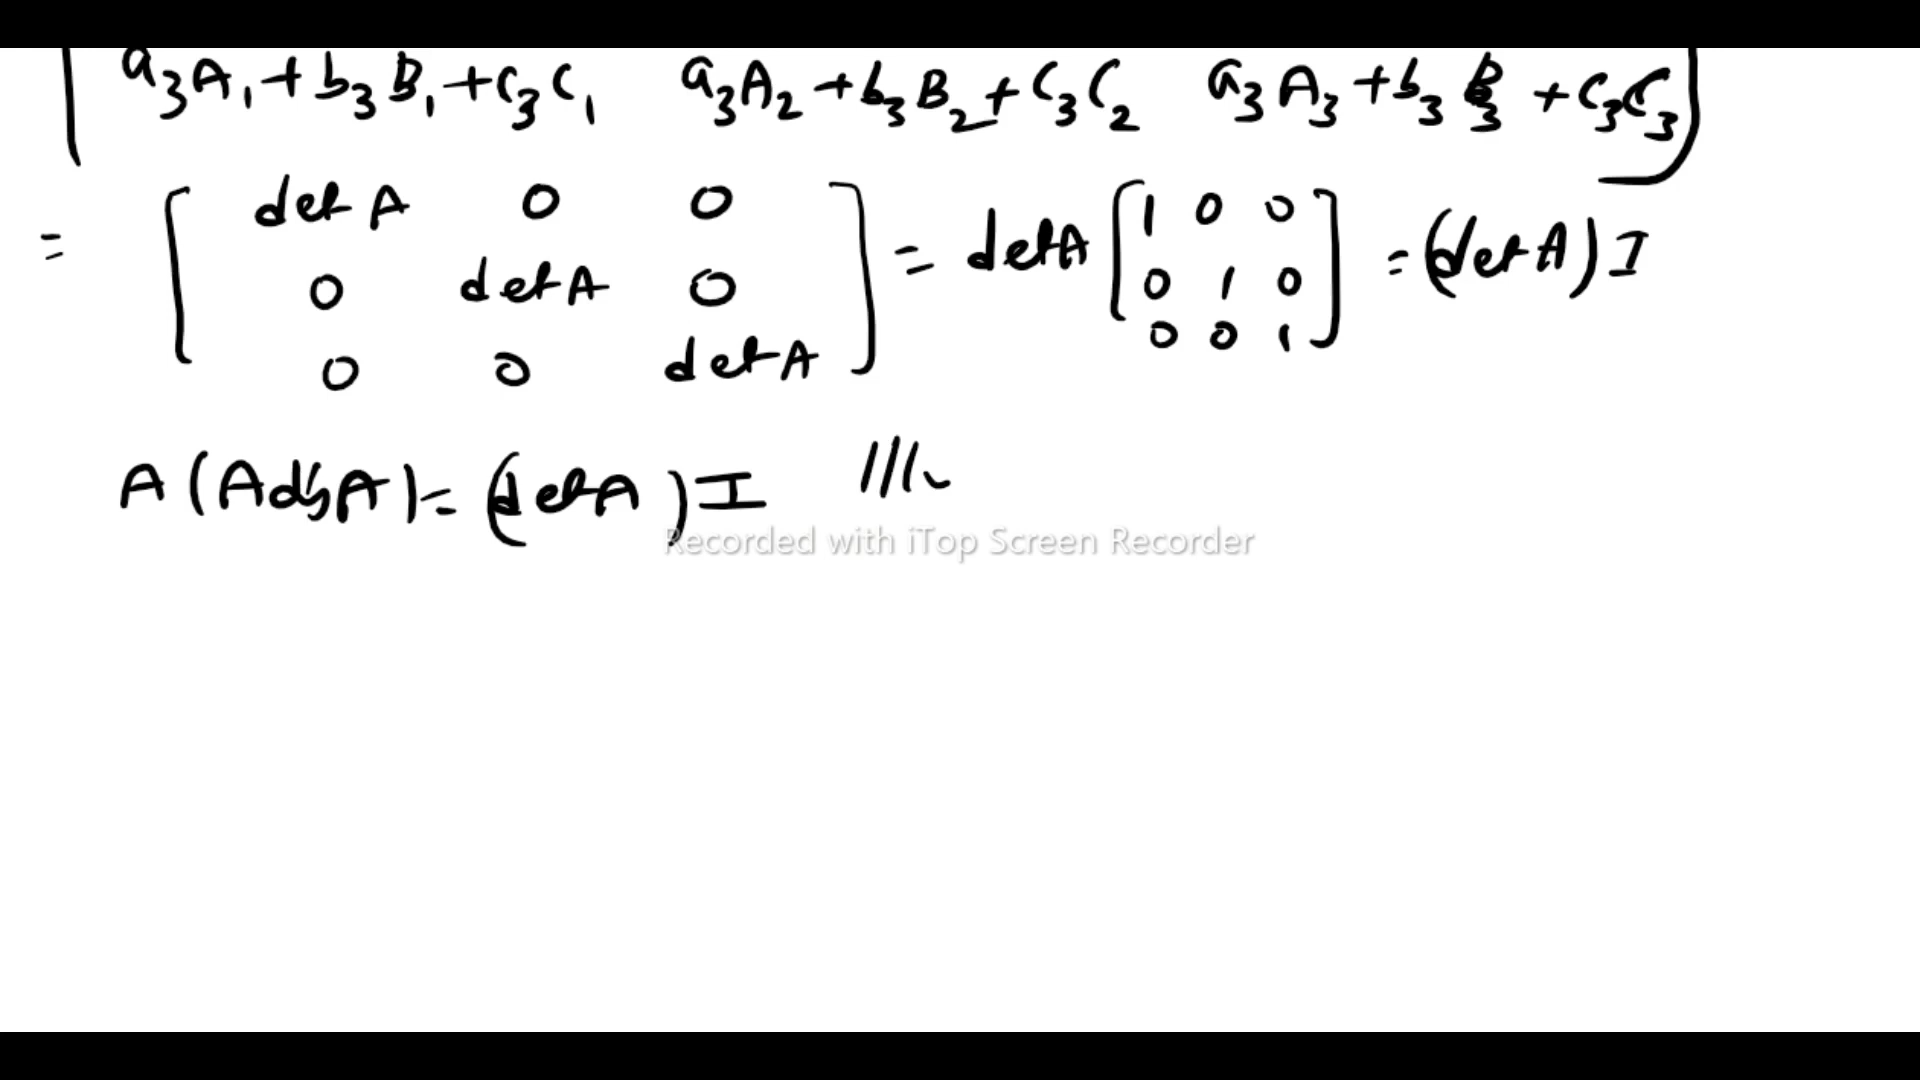 a₃A₁+b₃B₁+c₃C₁ a₃A₂+b₃B₂+c₃C₂ a₃A₃+b₃B₃+c₃C₃
= [ det A 0 0 ] = det A [ 1 0 0 ] = (det A) I
0 det A 0 0 1 0
0 0 det A 0 0 1
A (Adj A) = (det A) I
Recorded with iTop Screen Recorder